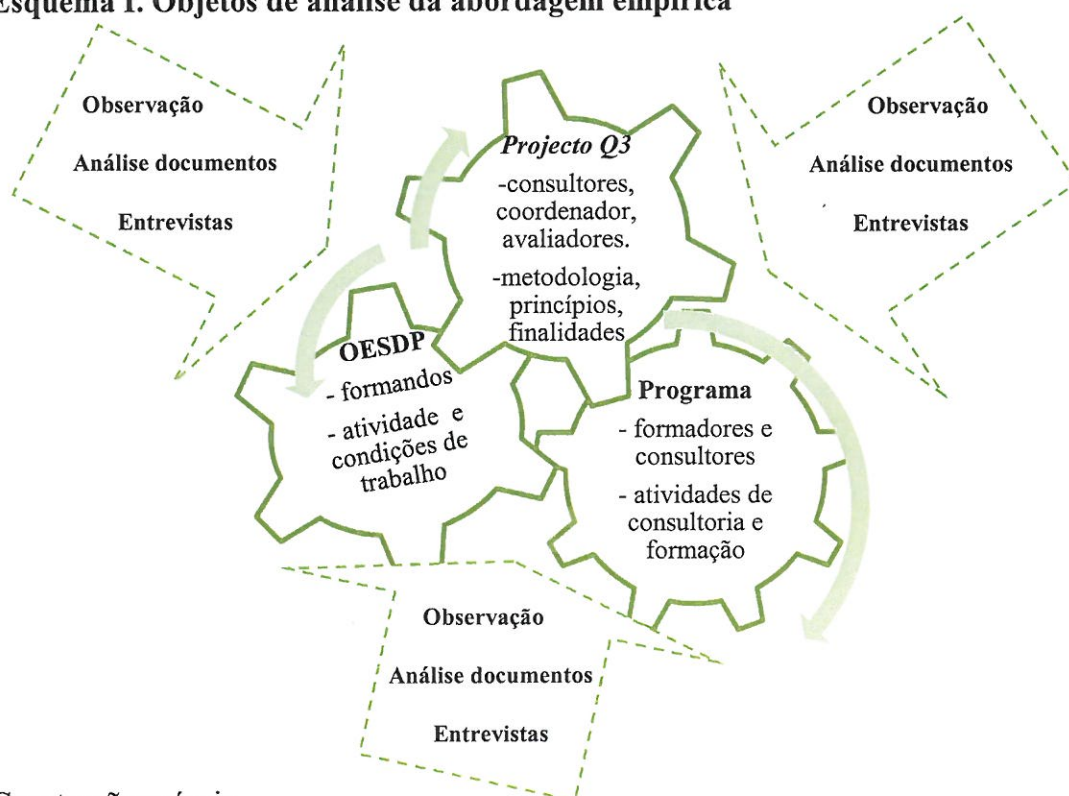 Esquema I. Objetos de análise da abordagem empírica
Observação
Análise documentos
Entrevistas
Projecto Q3
-consultores,
coordenador,
avaliadores.
-metodologia,
princípios,
finalidades
Observação
Análise documentos
Entrevistas
OESDP
- formandos
- atividade e
condições de
trabalho
Programa
- formadores e
consultores
- atividades de
consultoria e
formação
Observação
Análise documentos
Entrevistas